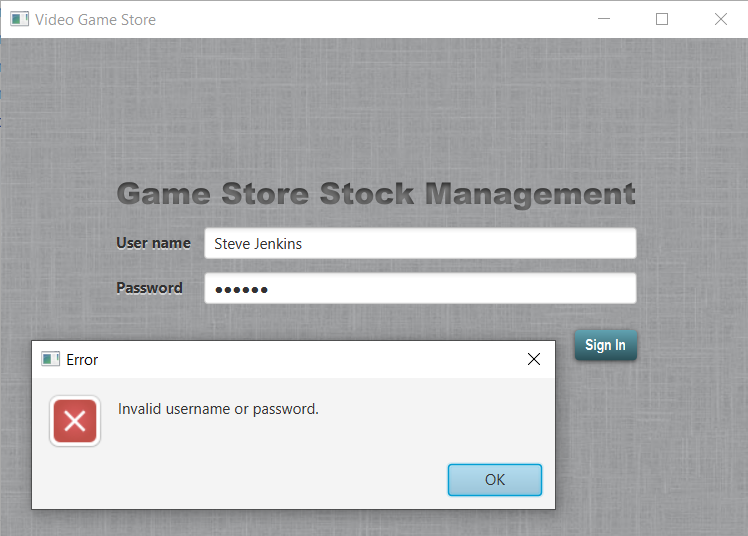 Video Game Store
Game Store Stock Management
User name
Steve Jenkins
Password
●●●●●●
Sign In
Error
Invalid username or password.
OK